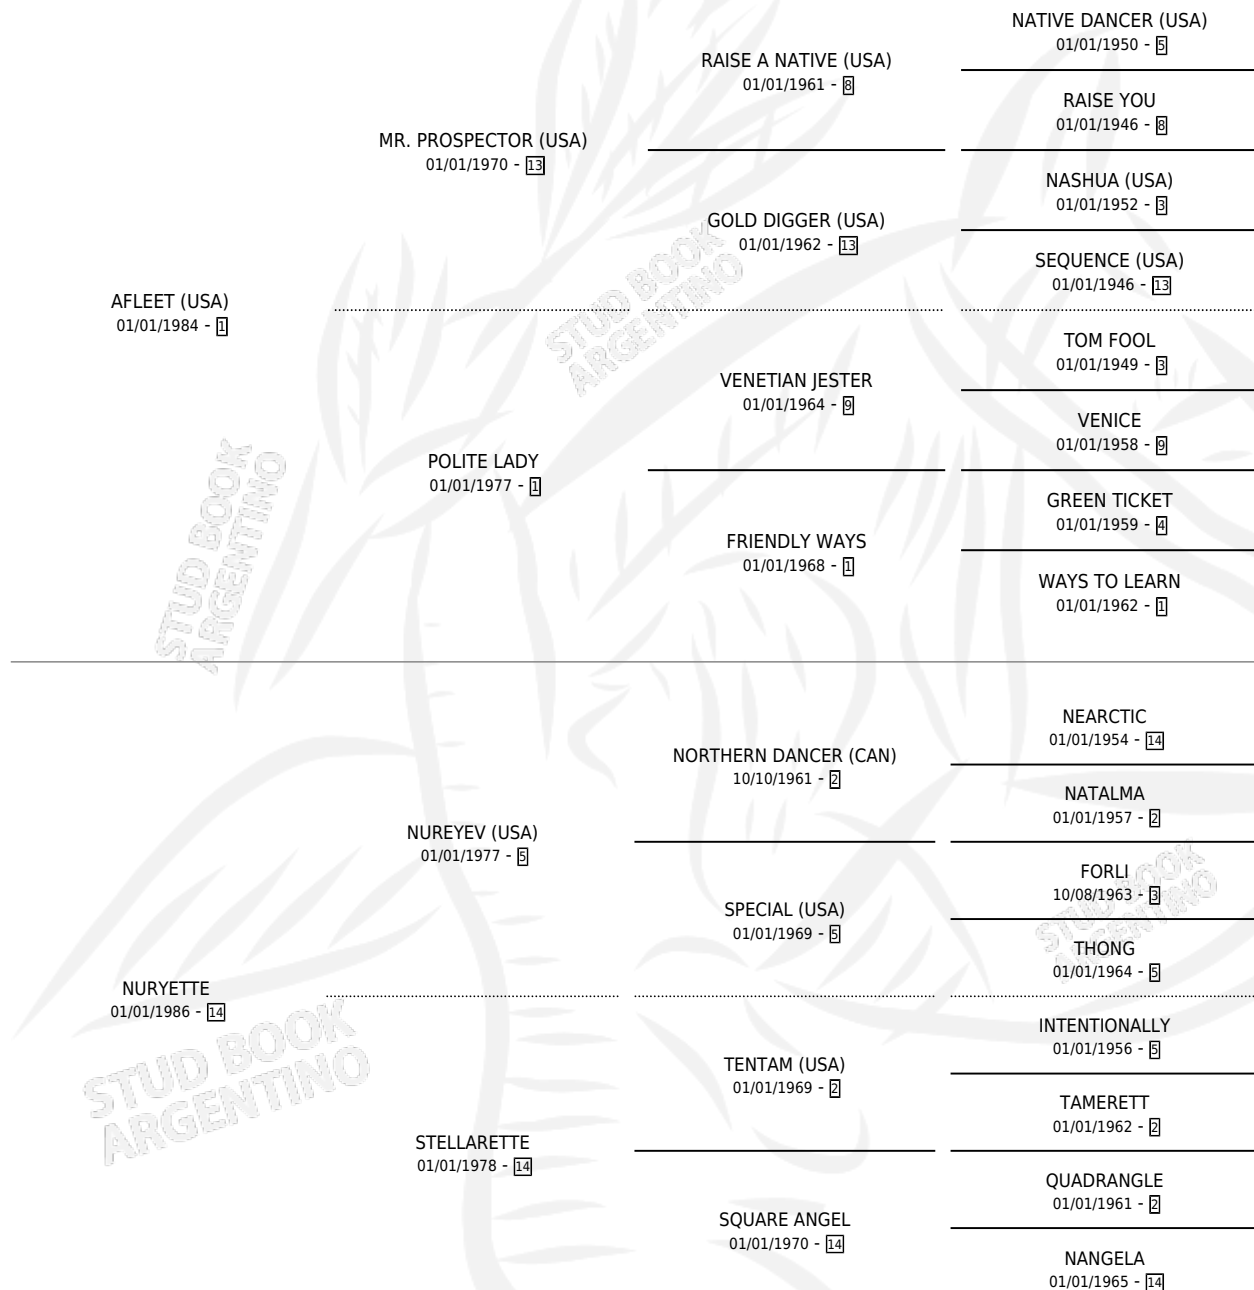 NATIVE DANCER (USA)
01/01/1950 - 5
RAISE A NATIVE (USA)
01/01/1961 - 8
RAISE YOU
01/01/1946 - 8
MR. PROSPECTOR (USA)
01/01/1970 - 13
NASHUA (USA)
01/01/1952 - 3
GOLD DIGGER (USA)
01/01/1962 - 13
SEQUENCE (USA)
01/01/1946 - 13
AFLEET (USA)
01/01/1984 - 1
TOM FOOL
01/01/1949 - 3
VENETIAN JESTER
01/01/1964 - 9
VENICE
01/01/1958 - 9
POLITE LADY
01/01/1977 - 1
GREEN TICKET
01/01/1959 - 4
FRIENDLY WAYS
01/01/1968 - 1
WAYS TO LEARN
01/01/1962 - 1
NEARCTIC
01/01/1954 - 14
NORTHERN DANCER (CAN)
10/10/1961 - 2
NATALMA
01/01/1957 - 2
NUREYEV (USA)
01/01/1977 - 5
FORLI
10/08/1963 - 3
SPECIAL (USA)
01/01/1969 - 5
THONG
01/01/1964 - 5
NURYETTE
01/01/1986 - 14
INTENTIONALLY
01/01/1956 - 5
TENTAM (USA)
01/01/1969 - 2
TAMERETT
01/01/1962 - 2
STELLARETTE
01/01/1978 - 14
QUADRANGLE
01/01/1961 - 2
SQUARE ANGEL
01/01/1970 - 14
NANGELA
01/01/1965 - 14
STUD BOOK
ARGENTINO
STUD BOOK
ARGENTINO
STUD BOOK
ARGENTINO
STUD BOOK
ARGENTINO